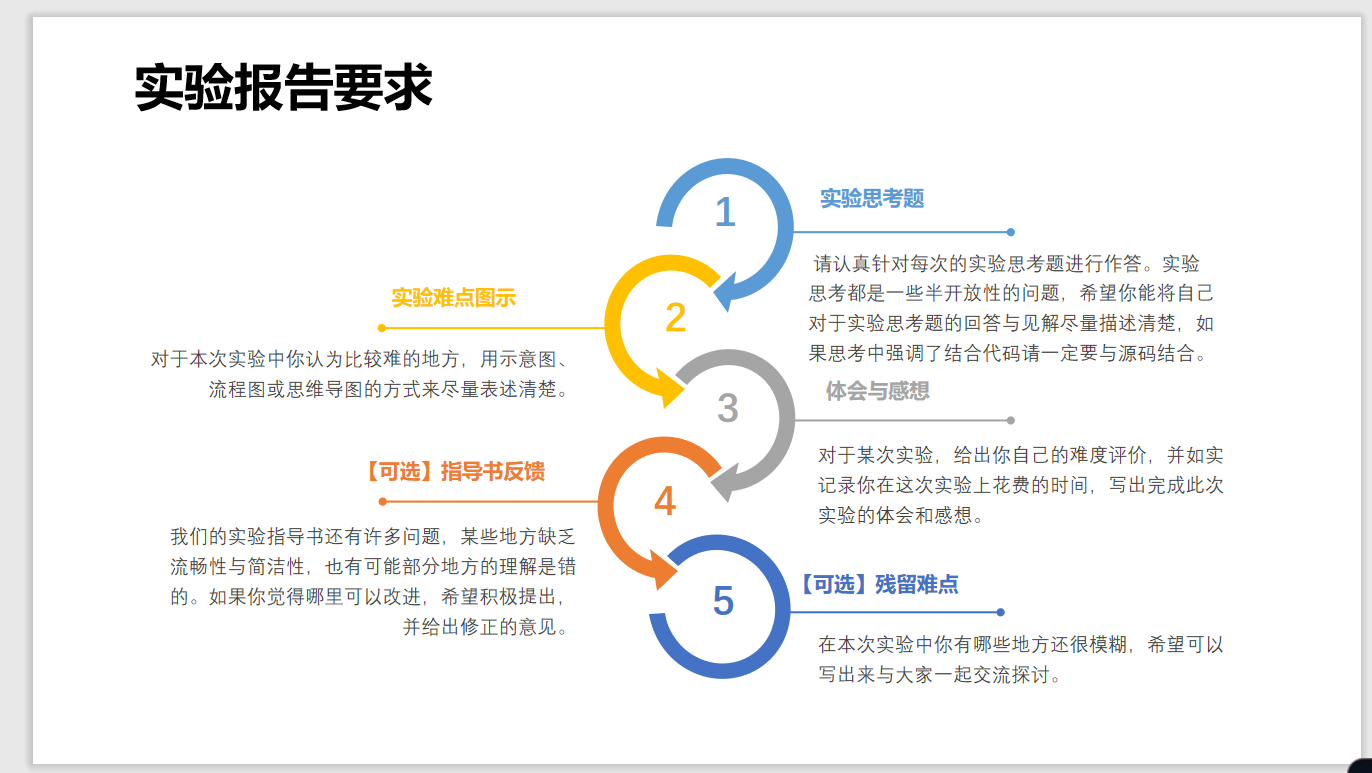 实验报告要求
1
实验思考题
请认真针对每次的实验思考题进行作答。实验
思考都是一些半开放性的问题，希望你能将自己
对于实验思考题的回答与见解尽量描述清楚，如
果思考中强调了结合代码请一定要与源码结合。
2
实验难点图示
对于本次实验中你认为比较难的地方，用示意图、
流程图或思维导图的方式来尽量表述清楚。
3
体会与感想
对于某次实验，给出你自己的难度评价，并如实
记录你在这次实验上花费的时间，写出完成此次
实验的体会和感想。
4
【可选】指导书反馈
我们的实验指导书还有许多问题，某些地方缺乏
流畅性与简洁性，也有可能部分地方的理解是错
的。如果你觉得哪里可以改进，希望积极提出，
并给出修正的意见。
5
【可选】残留难点
在本次实验中你有哪些地方还很模糊，希望可以
写出来与大家一起交流探讨。